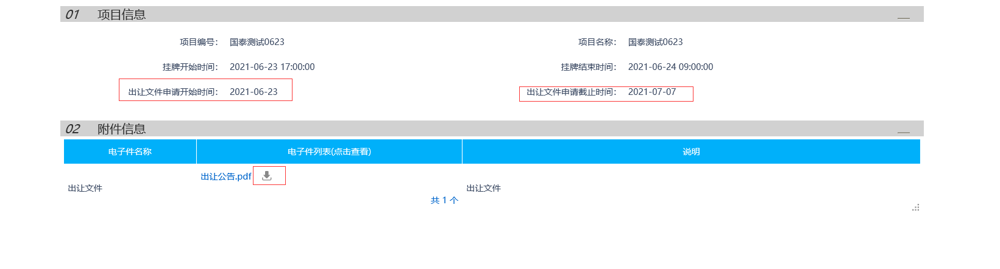 01 项目信息
项目编号： 国泰测试0623 项目名称： 国泰测试0623
挂牌开始时间： 2021-06-23 17:00:00 挂牌结束时间： 2021-06-24 09:00:00
出让文件申请开始时间： 2021-06-23 出让文件申请截止时间： 2021-07-07
02 附件信息
电子件名称 电子件列表(点击查看) 说明
出让公告.pdf
出让文件 出让文件
共 1 个